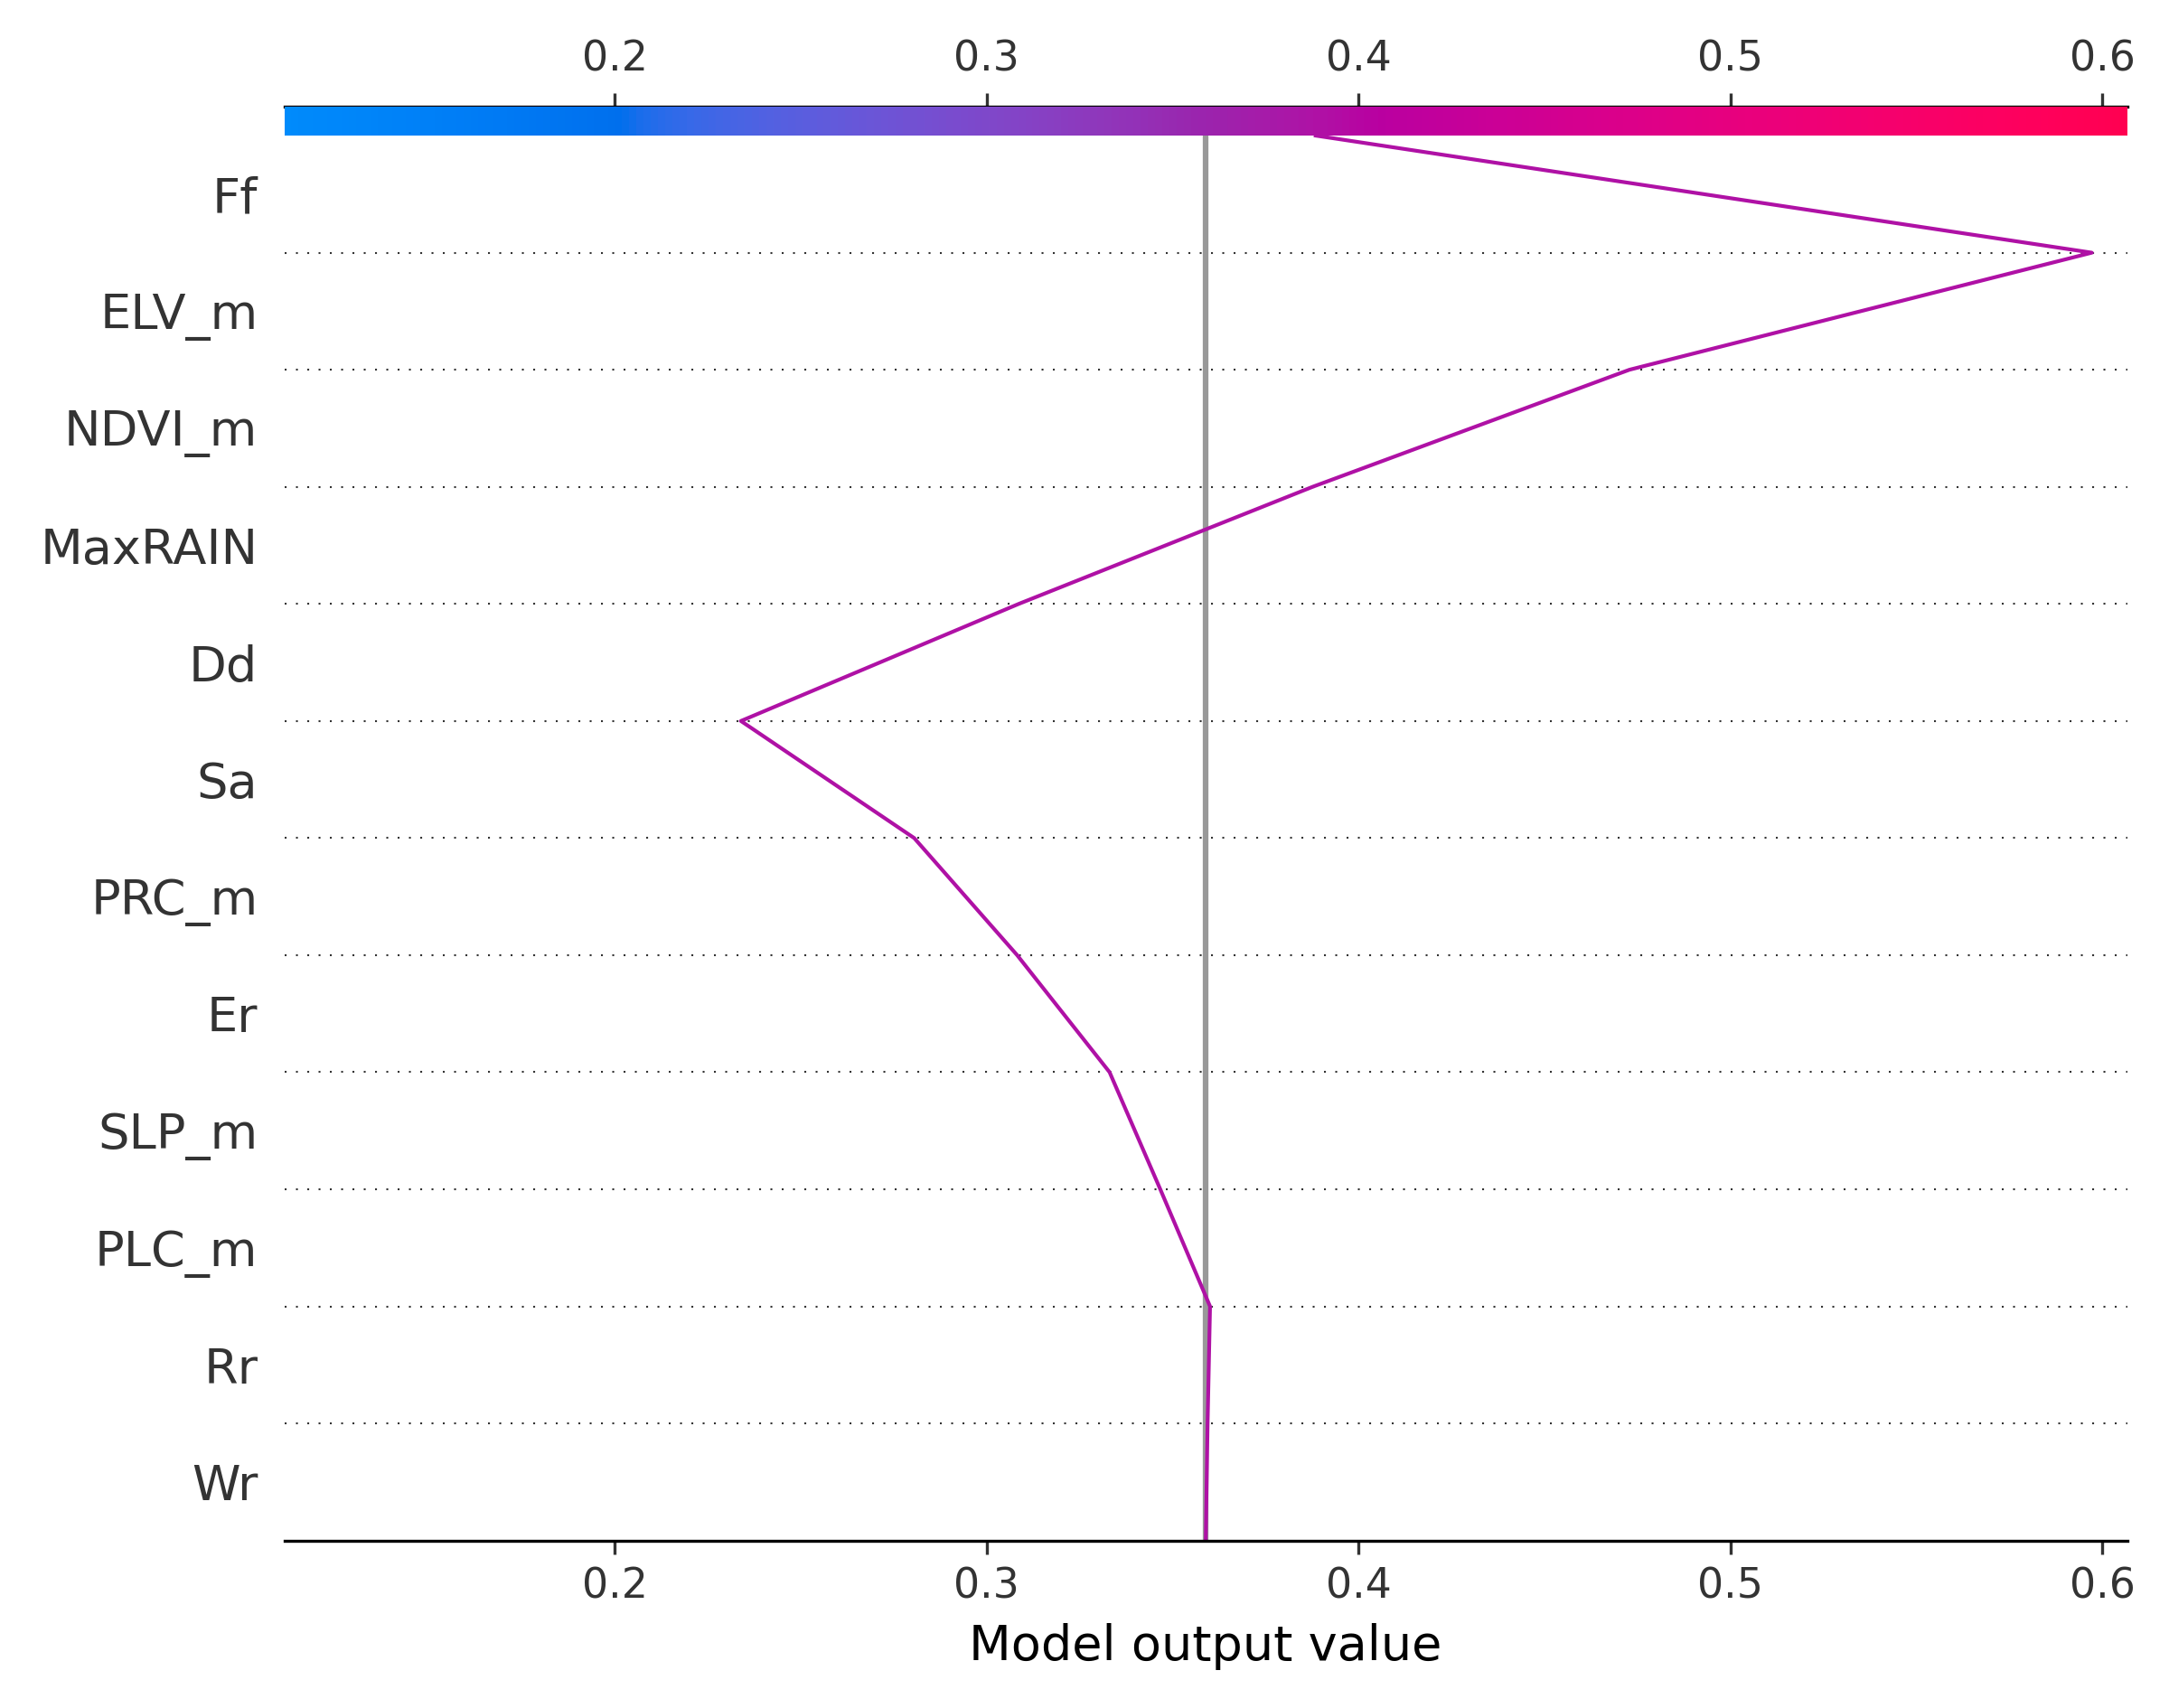 0.2 0.3 0.4 0.5 0.6
Ff
ELV_m
NDVI_m
MaxRAIN
Dd
Sa
PRC_m
Er
SLP_m
PLC_m
Rr
Wr
0.2 0.3 0.4 0.5 0.6
Model output value